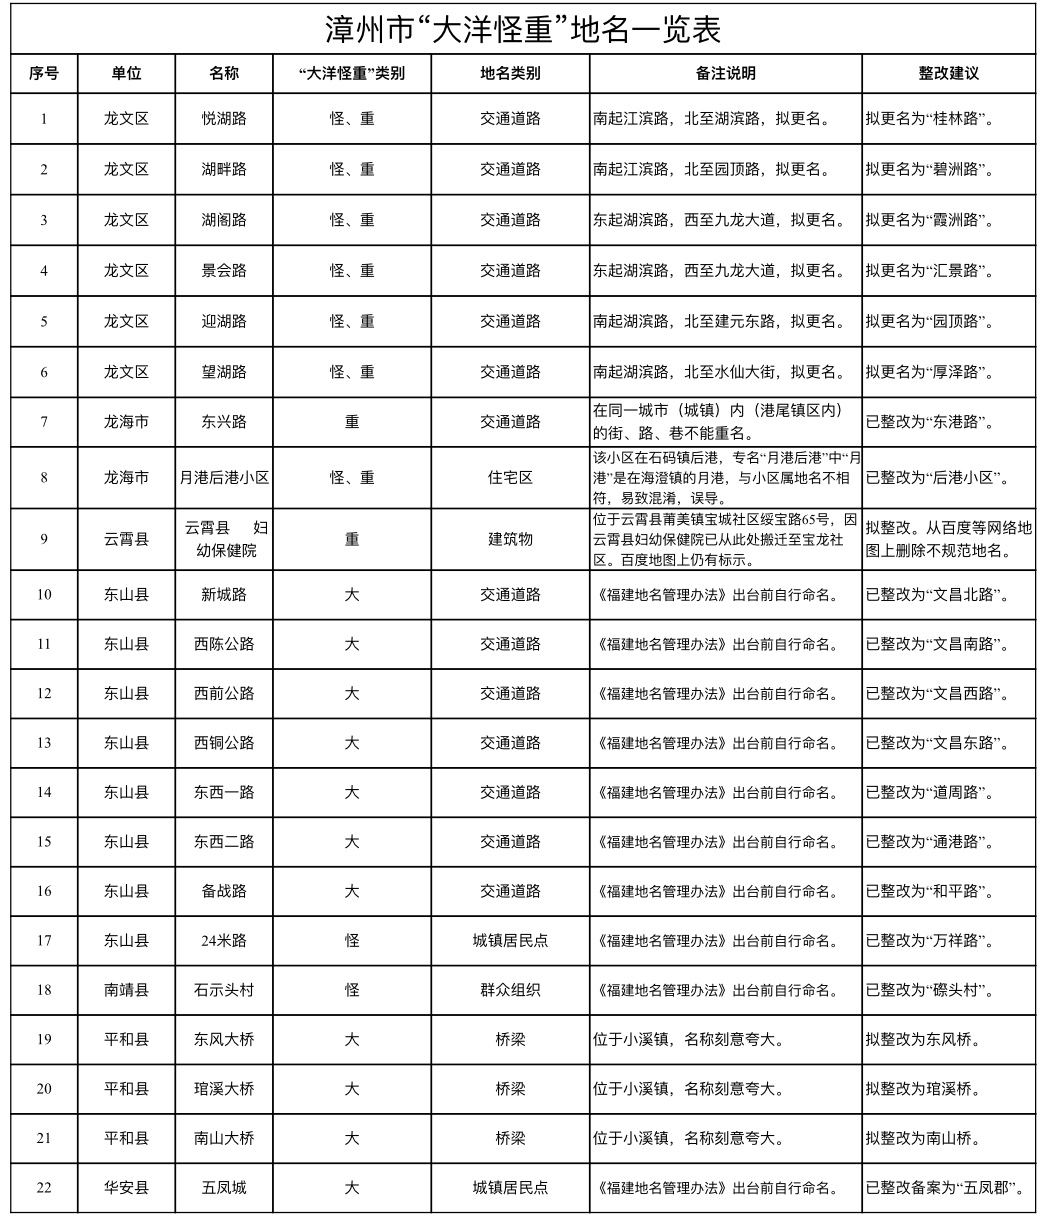 漳州市“大洋怪重”地名一览表
序号 单位 名称 “大洋怪重”类别 地名类别 备注说明 整改建议
1 龙文区 悦湖路 怪、重 交通道路 南起江滨路，北至湖滨路，拟更名。 拟更名为“桂林路”。
2 龙文区 湖畔路 怪、重 交通道路 南起江滨路，北至园顶路，拟更名。 拟更名为“碧洲路”。
3 龙文区 湖阁路 怪、重 交通道路 东起湖滨路，西至九龙大道，拟更名。 拟更名为“霞洲路”。
4 龙文区 景会路 怪、重 交通道路 东起湖滨路，西至九龙大道，拟更名。 拟更名为“汇景路”。
5 龙文区 迎湖路 怪、重 交通道路 南起湖滨路，北至建元东路，拟更名。 拟更名为“园顶路”。
6 龙文区 望湖路 怪、重 交通道路 南起湖滨路，北至水仙大街，拟更名。 拟更名为“厚泽路”。
7 龙海市 东兴路 重 交通道路 在同一城市（城镇）内（港尾镇区内）
的街、路、巷不能重名。 已整改为“东港路”。
8 龙海市 月港后港小区 怪、重 住宅区 该小区在石码镇后港，专名“月港后港”中“月
港”是在海澄镇的月港，与小区属地名不相
符，易致混淆，误导。 已整改为“后港小区”。
9 云霄县 云霄县 妇
幼保健院 重 建筑物 位于云霄县莆美镇宝城社区绥宝路65号，因
云霄县妇幼保健院已从此处搬迁至宝龙社
区。百度地图上仍有标示。 拟整改。从百度等网络地
图上删除不规范地名。
10 东山县 新城路 大 交通道路 《福建地名管理办法》出台前自行命名。 已整改为“文昌北路”。
11 东山县 西陈公路 大 交通道路 《福建地名管理办法》出台前自行命名。 已整改为“文昌南路”。
12 东山县 西前公路 大 交通道路 《福建地名管理办法》出台前自行命名。 已整改为“文昌西路”。
13 东山县 西铜公路 大 交通道路 《福建地名管理办法》出台前自行命名。 已整改为“文昌东路”。
14 东山县 东西一路 大 交通道路 《福建地名管理办法》出台前自行命名。 已整改为“道周路”。
15 东山县 东西二路 大 交通道路 《福建地名管理办法》出台前自行命名。 已整改为“通港路”。
16 东山县 备战路 大 交通道路 《福建地名管理办法》出台前自行命名。 已整改为“和平路”。
17 东山县 24米路 怪 城镇居民点 《福建地名管理办法》出台前自行命名。 已整改为“万祥路”。
18 南靖县 石示头村 怪 群众组织 《福建地名管理办法》出台前自行命名。 已整改为“磜头村”。
19 平和县 东风大桥 大 桥梁 位于小溪镇，名称刻意夸大。 拟整改为东风桥。
20 平和县 琯溪大桥 大 桥梁 位于小溪镇，名称刻意夸大。 拟整改为琯溪桥。
21 平和县 南山大桥 大 桥梁 位于小溪镇，名称刻意夸大。 拟整改为南山桥。
22 华安县 五凤城 大 城镇居民点 《福建地名管理办法》出台前自行命名。 已整改备案为“五凤郡”。